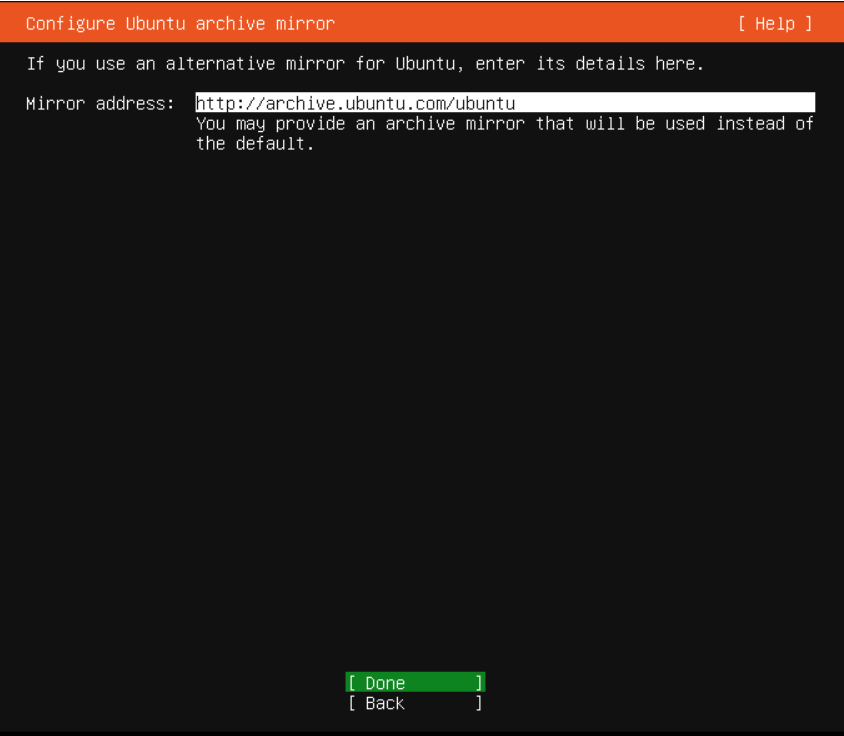 Configure Ubuntu archive mirror [ Help ]
If you use an alternative mirror for Ubuntu, enter its details here.
Mirror address: http://archive.ubuntu.com/ubuntu
You may provide an archive mirror that will be used instead of
the default.
[ Done ]
[ Back ]